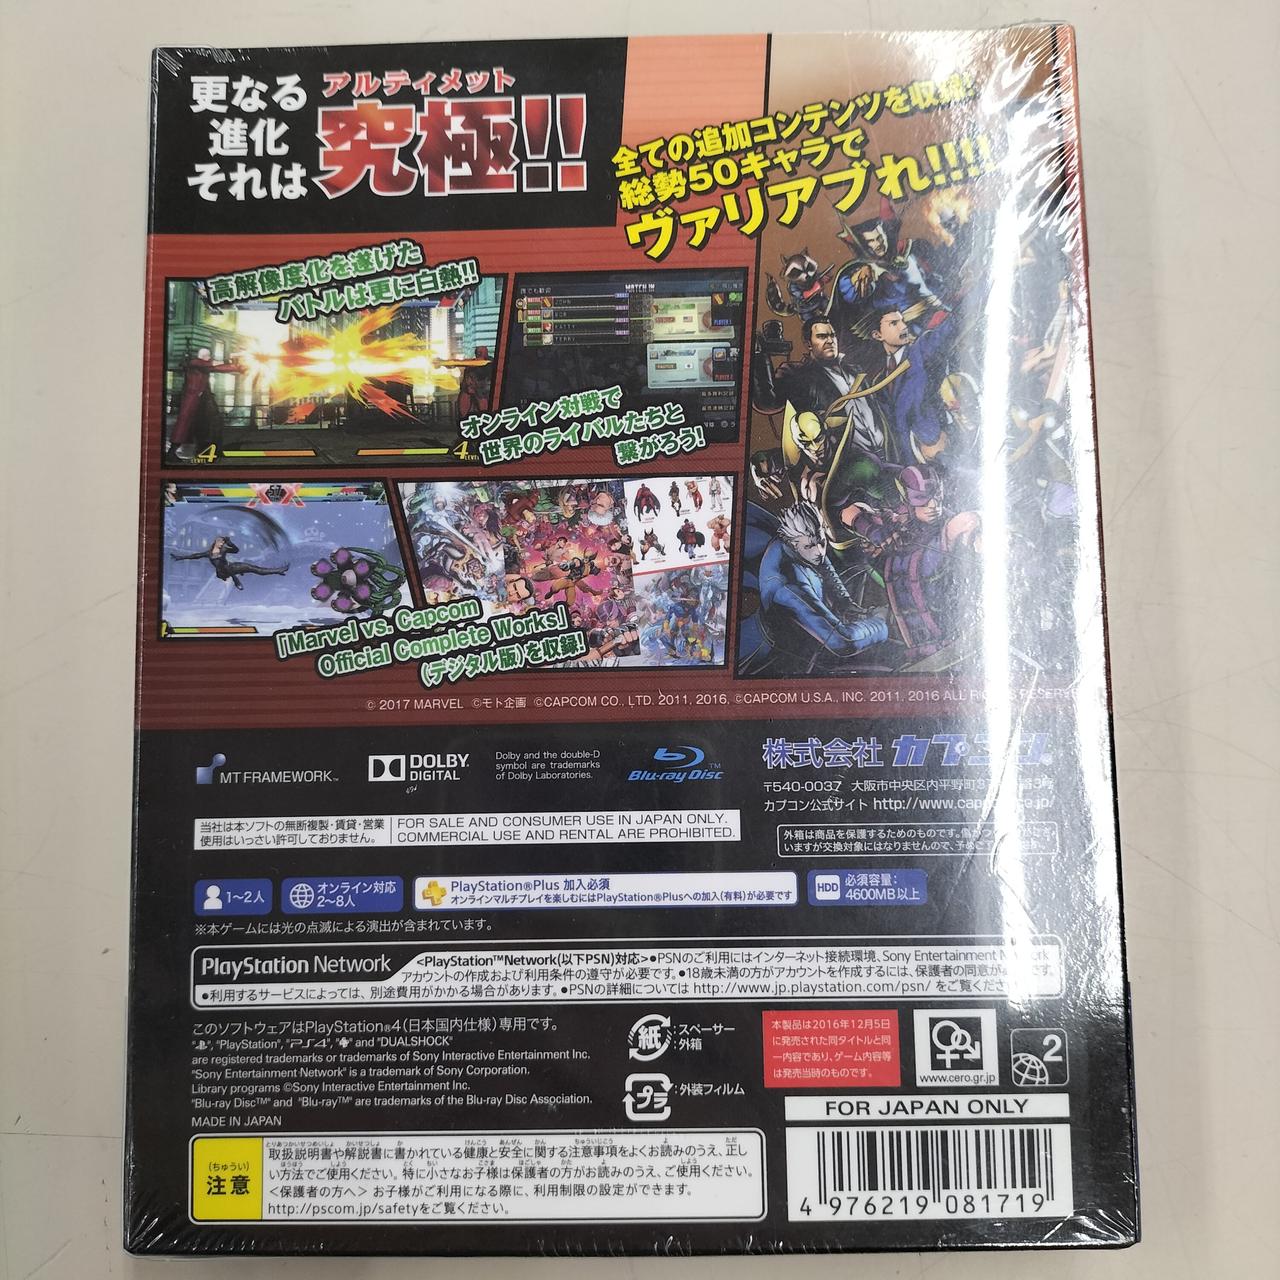 更なる
進化
それは
アルティメット
究極!!
全ての追加コンテンツを収録!
総勢50キャラで
ヴァリアブれ!!!!
高解像度化を遂げた
バトルは更に白熱!!
MATCH
オンライン対戦で
世界のライバルたちと
繋がろう!
「Marvel vs. Capcom
Official Complete Works」
(デジタル版)を収録!
© 2017 MARVEL ©モト企画 ©CAPCOM CO., LTD. 2011, 2016, ©CAPCOM U.S.A., INC. 2011, 2016 ALL RIGHTS RESERVED
MT FRAMEWORK™
DOLBY
DIGITAL
Dolby and the double-D
symbol are trademarks
of Dolby Laboratories.
Blu-ray Disc™
株式会社 カプコン
〒540-0037 大阪市中央区内平野町
カプコン公式サイト
当社は本ソフトの無断複製・賃貸・営業
使用はいっさい許可しておりません。
FOR SALE AND CONSUMER USE IN JAPAN ONLY.
COMMERCIAL USE AND RENTAL ARE PROHIBITED.
外箱は商品を保護するためのものです。
いますが交換対象にはなりませんので、
1~2人
オンライン対応
2~8人
PlayStation®Plus 加入必須
オンラインマルチプレイを楽しむにはPlayStation®Plusへの加入(有料)が必要です
HDD
必須容量:
4600MB以上
※本ゲームには光の点滅による演出が含まれています。
PlayStation Network
<PlayStation™Network(以下PSN)対応>●PSNのご利用にはインターネット接続環境、Sony Entertainment Network
アカウントの作成および利用条件の遵守が必要です。●18歳未満の方がアカウントを作成するには、保護者の同意が
●利用するサービスによっては、別途費用がかかる場合があります。●PSNの詳細については http://www.jp.playstation.com/psn/ をご覧くださ
このソフトウェアはPlayStation®4(日本国内仕様)専用です。
"PlayStation", "PS4", and "DUALSHOCK"
are registered trademarks or trademarks of Sony Interactive Entertainment Inc.
"Sony Entertainment Network" is a trademark of Sony Corporation.
Library programs ©Sony Interactive Entertainment Inc.
"Blu-ray Disc™" and "Blu-ray™" are trademarks of the Blu-ray Disc Association.
MADE IN JAPAN
紙
:スペーサー
:外箱
プラ
:外装フィルム
本製品は2016年12月5日
に発売された同タイトルと同
一内容であり、ゲーム内容等
は発売当時のものです。
www.cero.gr.jp
2
FOR JAPAN ONLY
4 976219 081719
(ちゅうい)
注意
取扱説明書や解説書に書かれている健康と安全に関する注意事項をよくお読みのうえ、正し
い方法でご使用ください。特に小さなお子様は保護者の方がお読みのうえ、ご使用ください。
<保護者の方へ> お子様がご利用になる際に、利用制限の設定ができます。
http://pscom.jp/safetyをご覧ください。